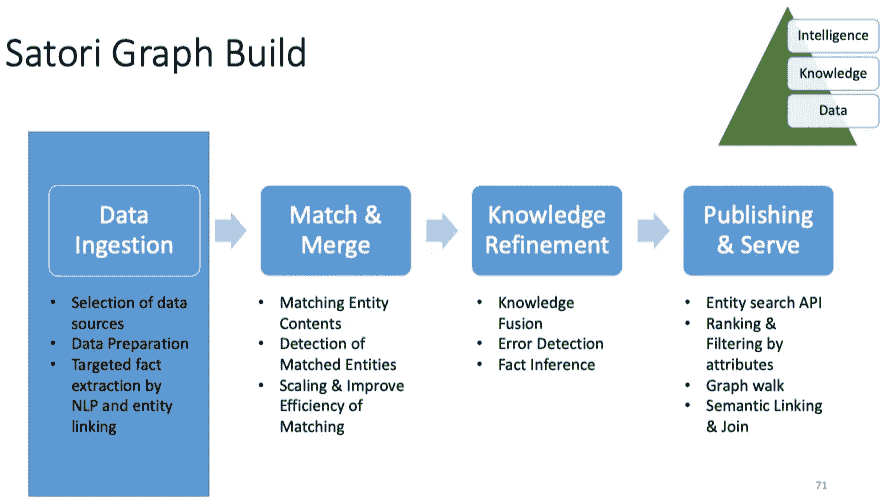 Satori Graph Build
Intelligence
Knowledge
Data
Data
Ingestion
• Selection of data
sources
• Data Preparation
• Targeted fact
extraction by
NLP and entity
linking
Match &
Merge
• Matching Entity
Contents
• Detection of
Matched Entities
• Scaling & Improve
Efficiency of
Matching
Knowledge
Refinement
• Knowledge
Fusion
• Error Detection
• Fact Inference
Publishing
& Serve
• Entity search API
• Ranking &
Filtering by
attributes
• Graph walk
• Semantic Linking
& Join
71